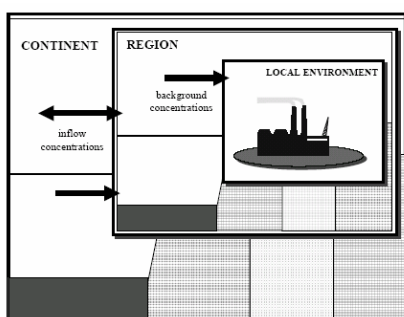 CONTINENT
REGION
LOCAL ENVIRONMENT
background
concentrations
inflow
concentrations